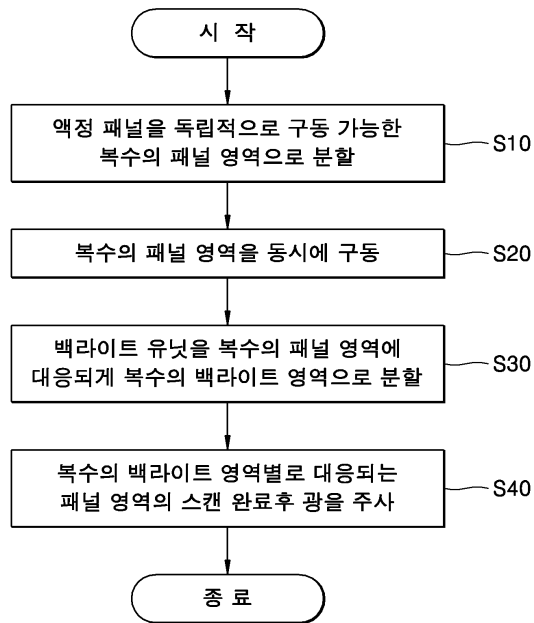 시 작
액정 패널을 독립적으로 구동 가능한
복수의 패널 영역으로 분할
S10
복수의 패널 영역을 동시에 구동
S20
백라이트 유닛을 복수의 패널 영역에
대응되게 복수의 백라이트 영역으로 분할
S30
복수의 백라이트 영역별로 대응되는
패널 영역의 스캔 완료후 광을 주사
S40
종 료